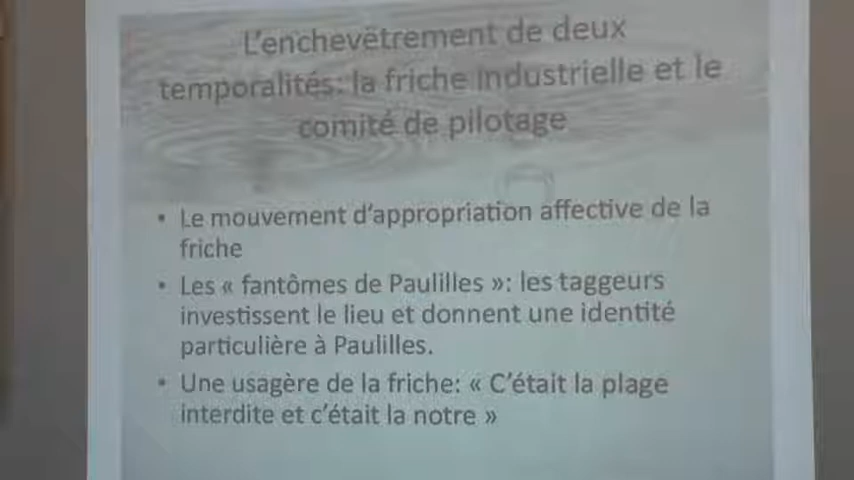 L'enchevêtrement de deux
temporalités: la friche industrielle et le
comité de pilotage
• Le mouvement d'appropriation affective de la
friche
• Les « fantômes de Paulilles »: les taggeurs
investissent le lieu et donnent une identité
particulière à Paulilles.
• Une usagère de la friche: « C'était la plage
interdite et c'était la notre »